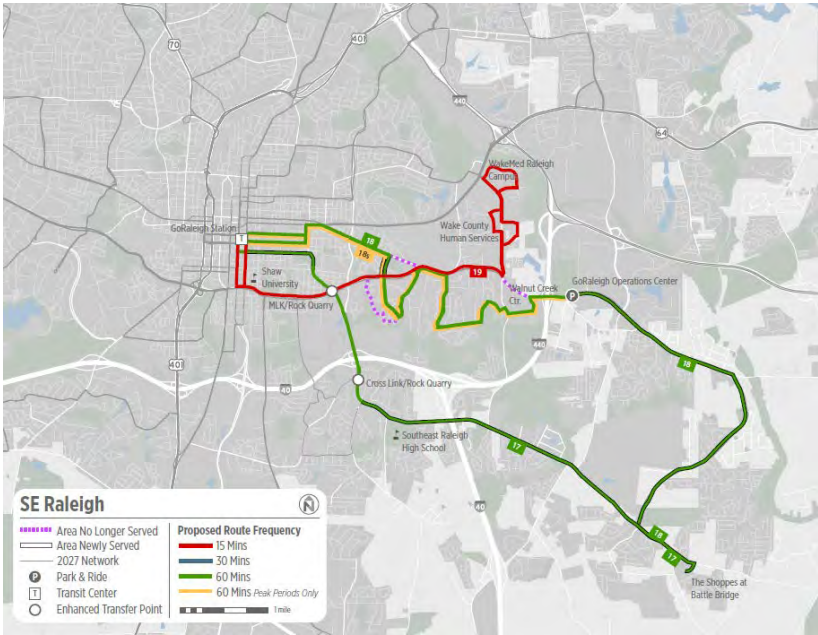 70
401
440
64
WakeMed Raleigh
Campus
GoRaleigh Station
T
18
18s
Wake County
Human Services
19
Shaw
University
MLK/Rock Quarry
Walnut Creek
Ctr.
GoRaleigh Operations Center
P
440
401
40
Cross Link/Rock Quarry
18
Southeast Raleigh
High School
17
40
18
17
The Shoppes at
Battle Bridge
SE Raleigh
N
Area No Longer Served
Area Newly Served
2027 Network
P Park & Ride
T Transit Center
Enhanced Transfer Point
Proposed Route Frequency
15 Mins
30 Mins
60 Mins
60 Mins Peak Periods Only
1 mile